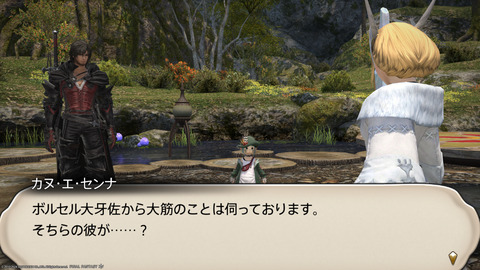 カヌ・エ・センナ
ボルセル大牙佐から大筋のことは伺っております。
そちらの彼が……？